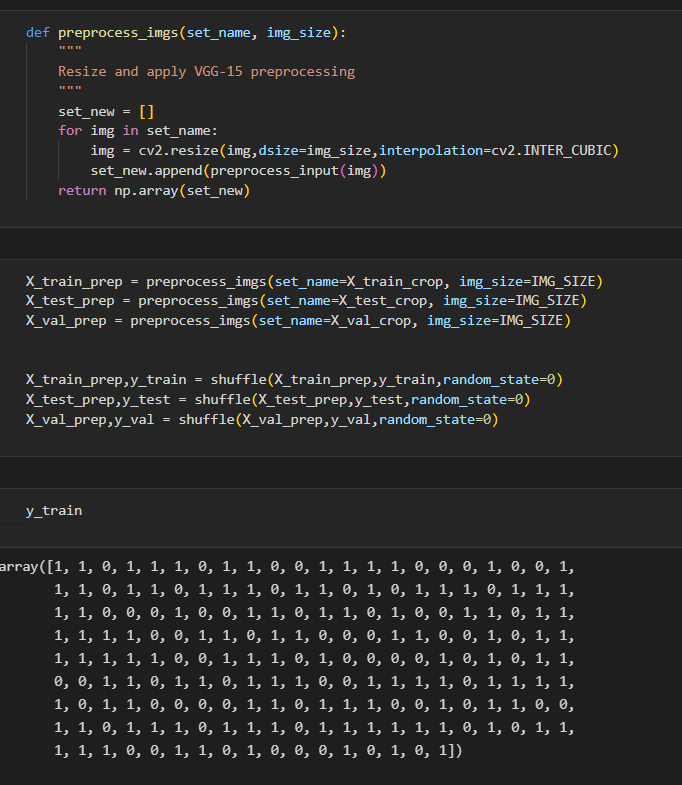 def preprocess_imgs(set_name, img_size):
    """
    Resize and apply VGG-15 preprocessing
    """
    set_new = []
    for img in set_name:
        img = cv2.resize(img,dsize=img_size,interpolation=cv2.INTER_CUBIC)
        set_new.append(preprocess_input(img))
    return np.array(set_new)
X_train_prep = preprocess_imgs(set_name=X_train_crop, img_size=IMG_SIZE)
X_test_prep = preprocess_imgs(set_name=X_test_crop, img_size=IMG_SIZE)
X_val_prep = preprocess_imgs(set_name=X_val_crop, img_size=IMG_SIZE)
X_train_prep,y_train = shuffle(X_train_prep,y_train,random_state=0)
X_test_prep,y_test = shuffle(X_test_prep,y_test,random_state=0)
X_val_prep,y_val = shuffle(X_val_prep,y_val,random_state=0)
y_train
array([1, 1, 0, 1, 1, 1, 0, 1, 1, 0, 0, 1, 1, 1, 1, 0, 0, 0, 1, 0, 0, 1,
       1, 1, 0, 1, 1, 0, 1, 1, 1, 0, 1, 1, 0, 1, 0, 1, 1, 1, 0, 1, 1, 1,
       1, 1, 0, 0, 0, 1, 0, 0, 1, 1, 0, 1, 1, 0, 1, 0, 0, 1, 1, 0, 1, 1,
       1, 1, 1, 1, 0, 0, 1, 1, 0, 1, 1, 0, 0, 0, 1, 1, 0, 0, 1, 0, 1, 1,
       1, 1, 1, 1, 1, 0, 0, 1, 1, 1, 0, 1, 0, 0, 0, 0, 1, 0, 1, 0, 1, 1,
       0, 0, 1, 1, 0, 1, 1, 0, 1, 1, 1, 0, 0, 1, 1, 1, 1, 0, 1, 1, 1, 1,
       1, 0, 1, 1, 0, 0, 0, 0, 1, 1, 0, 1, 1, 1, 0, 0, 1, 0, 1, 1, 0, 0,
       1, 1, 0, 1, 1, 1, 0, 1, 1, 1, 0, 1, 1, 1, 1, 1, 1, 0, 1, 0, 1, 1,
       1, 1, 1, 0, 0, 1, 1, 0, 1, 0, 0, 0, 1, 0, 1, 0, 1])